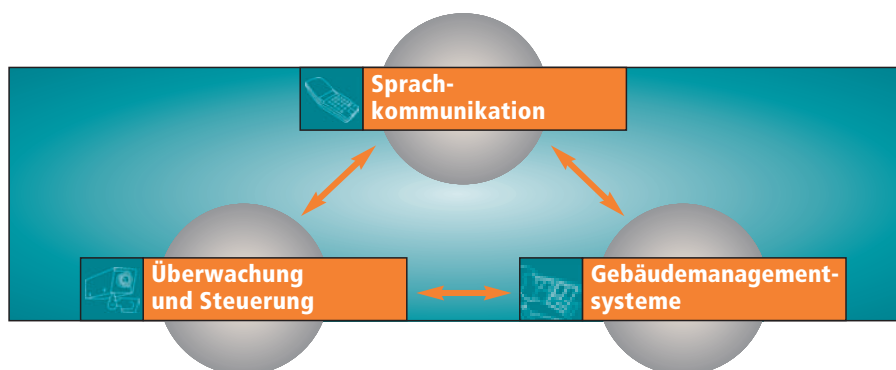 Sprach-
kommunikation
Überwachung
und Steuerung
Gebäudemanagement-
systeme